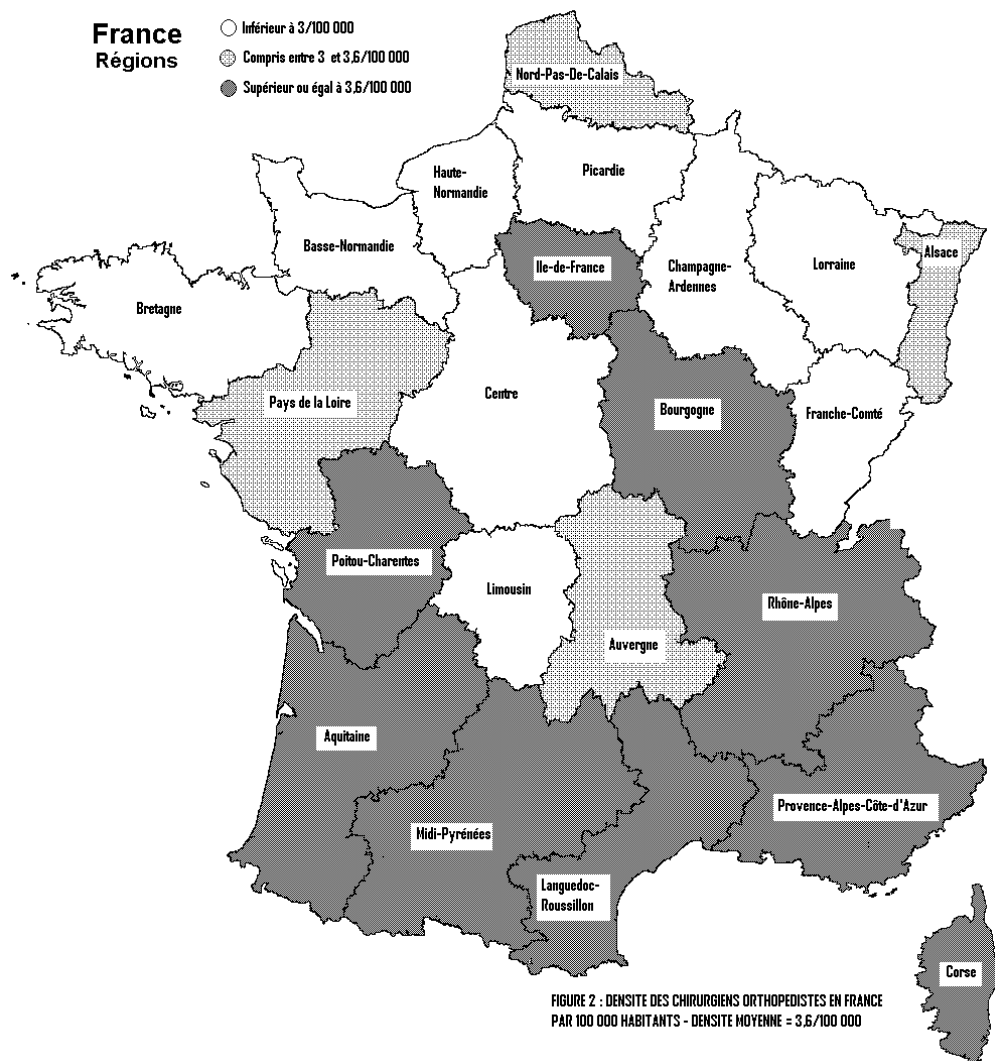 France
Régions
Inférieur à 3/100 000
Compris entre 3 et 3,6/100 000
Supérieur ou égal à 3,6/100 000
Nord-Pas-De-Calais
Haute-
Normandie
Picardie
Basse-Normandie
Ile-de-France
Champagne-
Ardennes
Lorraine
Alsace
Bretagne
Pays de la Loire
Centre
Bourgogne
Franche-Comté
Poitou-Charentes
Limousin
Auvergne
Rhône-Alpes
Aquitaine
Midi-Pyrénées
Provence-Alpes-Côte-d'Azur
Languedoc-
Roussillon
Corse
FIGURE 2 : DENSITE DES CHIRURGIENS ORTHOPEDISTES EN FRANCE
PAR 100 000 HABITANTS - DENSITE MOYENNE = 3,6/100 000